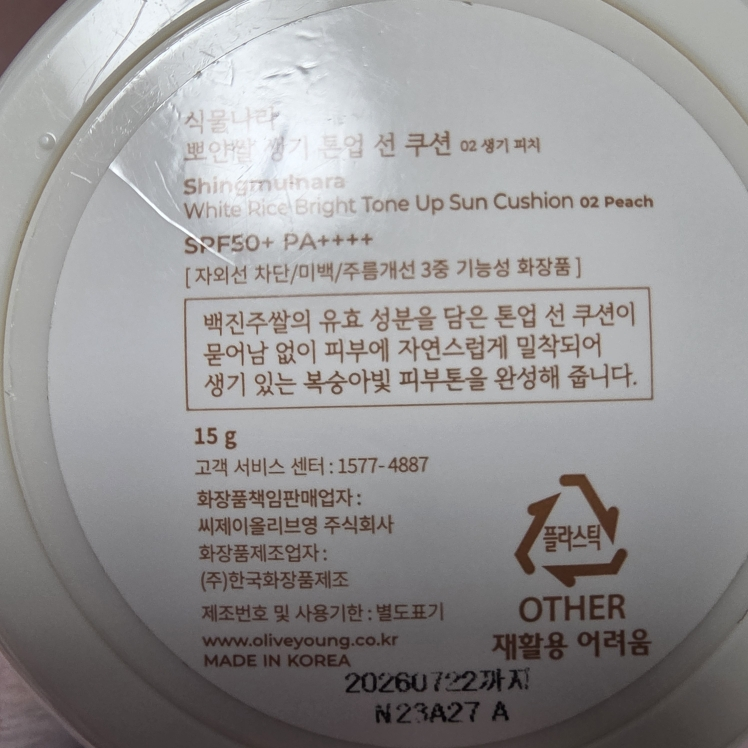 식물나라
뽀얀쌀 생기 톤업 선 쿠션 02 생기 피치
Shingmulnara
White Rice Bright Tone Up Sun Cushion 02 Peach
SPF50+ PA++++
[ 자외선 차단/미백/주름개선 3중 기능성 화장품 ]
백진주쌀의 유효 성분을 담은 톤업 선 쿠션이
묻어남 없이 피부에 자연스럽게 밀착되어
생기 있는 복숭아빛 피부톤을 완성해 줍니다.
15 g
고객 서비스 센터 : 1577- 4887
화장품책임판매업자 :
씨제이올리브영 주식회사
화장품제조업자 :
(주)한국화장품제조
제조번호 및 사용기한 : 별도표기
www.oliveyoung.co.kr
MADE IN KOREA
플라스틱
OTHER
재활용 어려움
20260722까지
N23A27 A